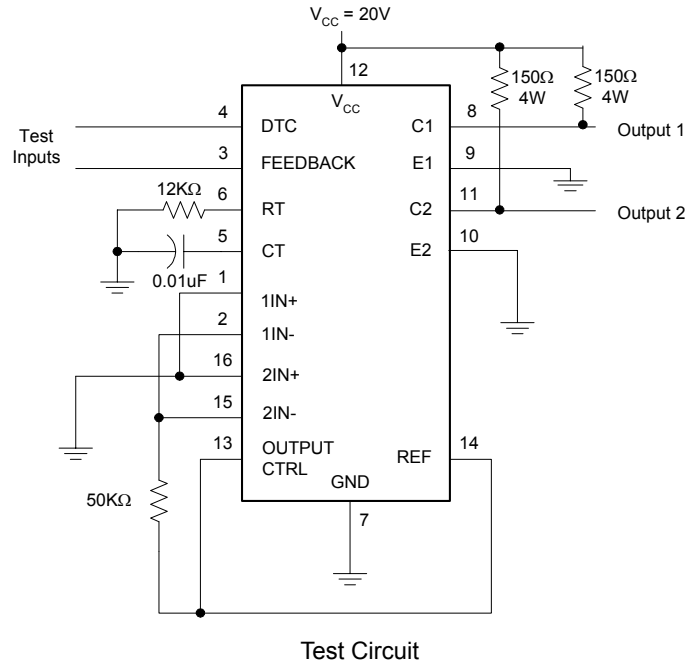 VCC = 20V
12
VCC
150Ω
4W
150Ω
4W
Test
Inputs
4
DTC
C1
8
Output 1
3
FEEDBACK
E1
9
12KΩ
6
RT
C2
11
Output 2
5
CT
E2
10
0.01uF
1
1IN+
2
1IN-
16
2IN+
15
2IN-
13
OUTPUT
CTRL
REF
14
GND
50KΩ
7
Test Circuit